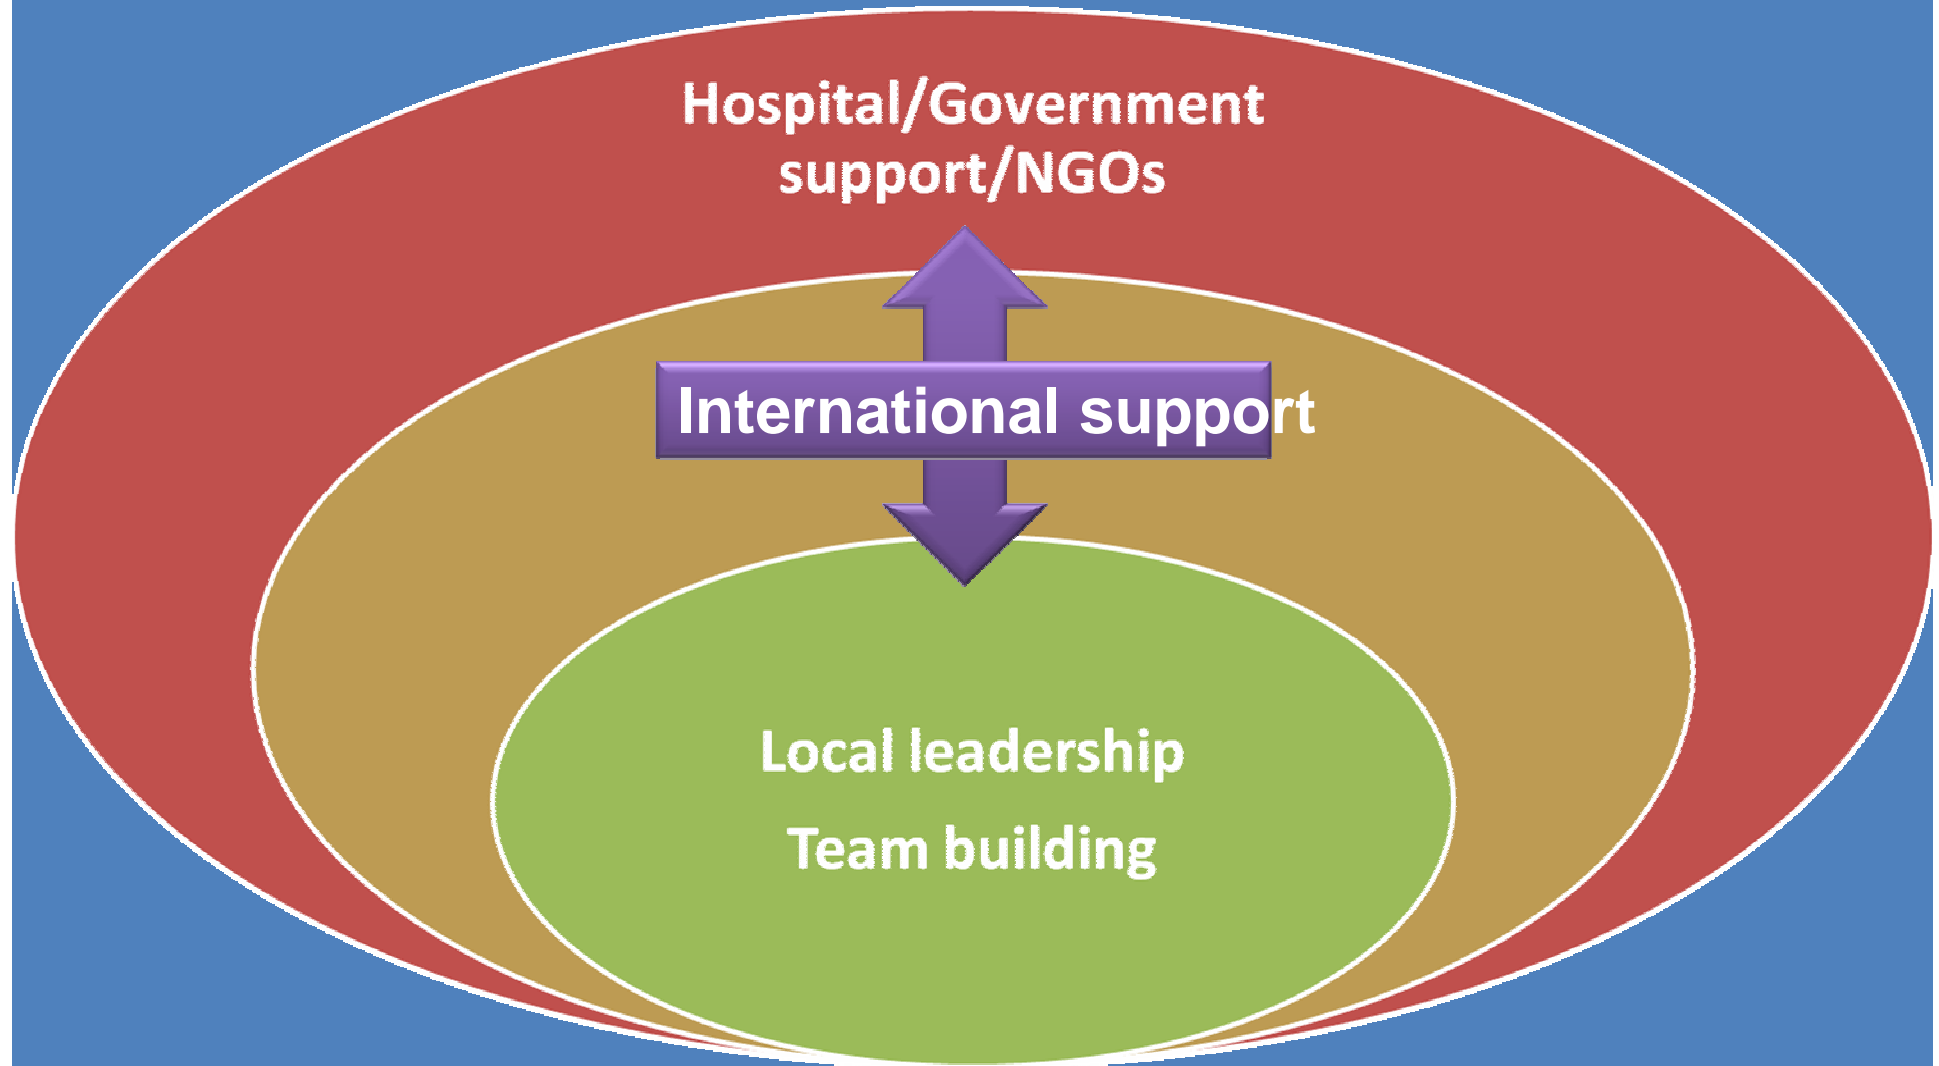 Hospital/Government
support/NGOs
International support
Local leadership
Team building